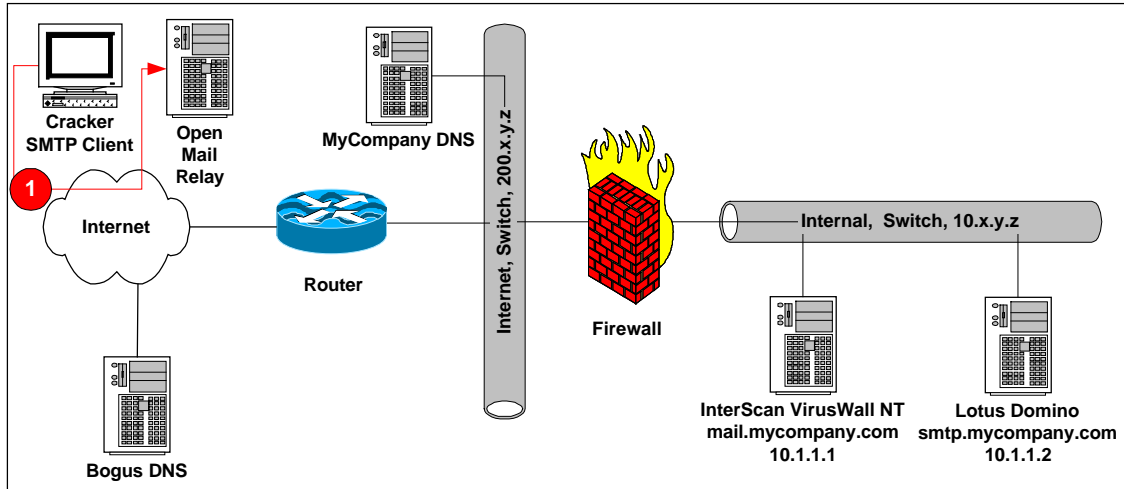 Cracker
SMTP Client
Open
Mail
Relay
MyCompany DNS
1
Internet
Router
Internet, Switch, 200.x.y.z
Firewall
Internal, Switch, 10.x.y.z
Bogus DNS
InterScan VirusWall NT
mail.mycompany.com
10.1.1.1
Lotus Domino
smtp.mycompany.com
10.1.1.2